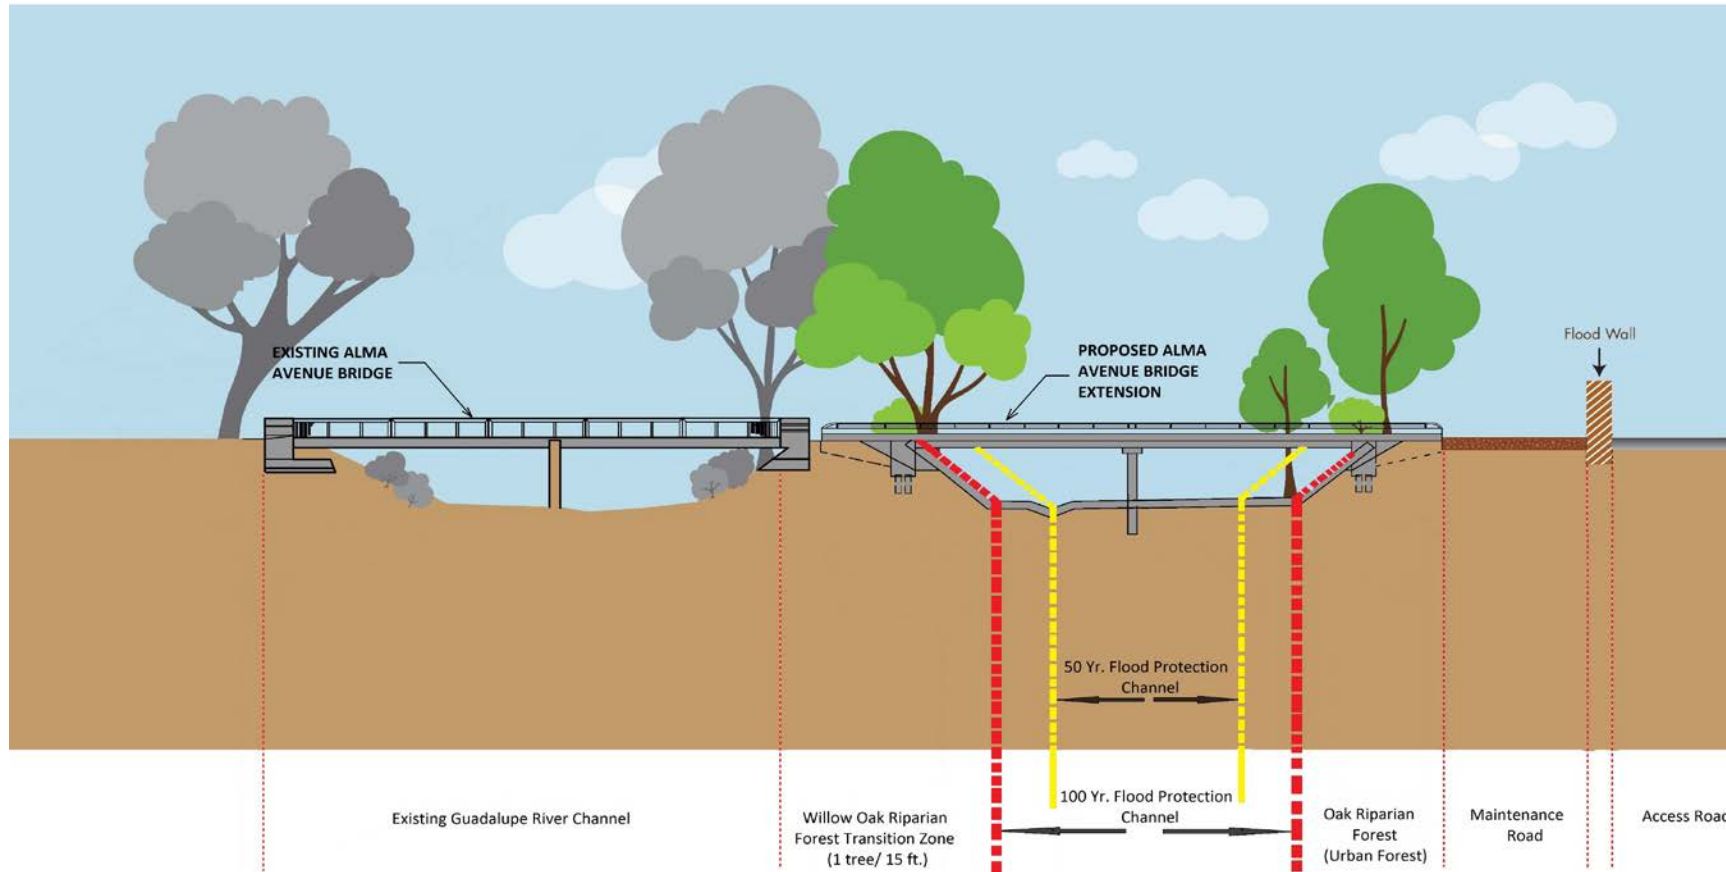 Flood Wall
EXISTING ALMA
AVENUE BRIDGE
PROPOSED ALMA
AVENUE BRIDGE
EXTENSION
50 Yr. Flood Protection
Channel
100 Yr. Flood Protection
Channel
Existing Guadalupe River Channel
Willow Oak Riparian
Forest Transition Zone
(1 tree/ 15 ft.)
Oak Riparian
Forest
(Urban Forest)
Maintenance
Road
Access Road